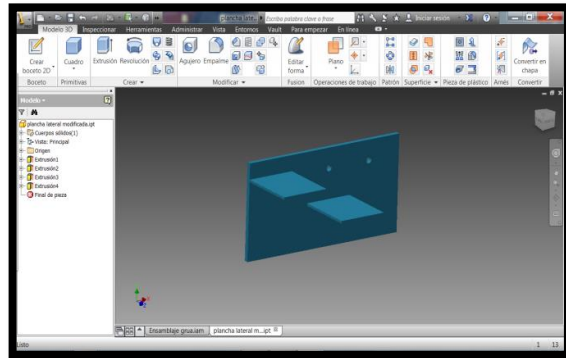 plancha late...
Escriba palabra clave o frase
Iniciar sesión
Modelo 3D Inspeccionar Herramientas Administrar Vista Entornos Vault Para empezar En línea
Crear boceto 2D
Cuadro
Extrusión Revolución
Agujero Empalme
Editar forma
Plano
Convertir en chapa
Boceto Primitivas Crear Modificar Fusion Operaciones de trabajo Patrón Superficie Pieza de plástico Arnés Convertir
Modelo
plancha lateral modificada.ipt
Cuerpos sólidos(1)
Vista: Principal
Origen
Extrusión1
Extrusión2
Extrusión3
Extrusión4
Final de pieza
Ensamblaje grua.iam plancha lateral m...ipt
Listo 1 13